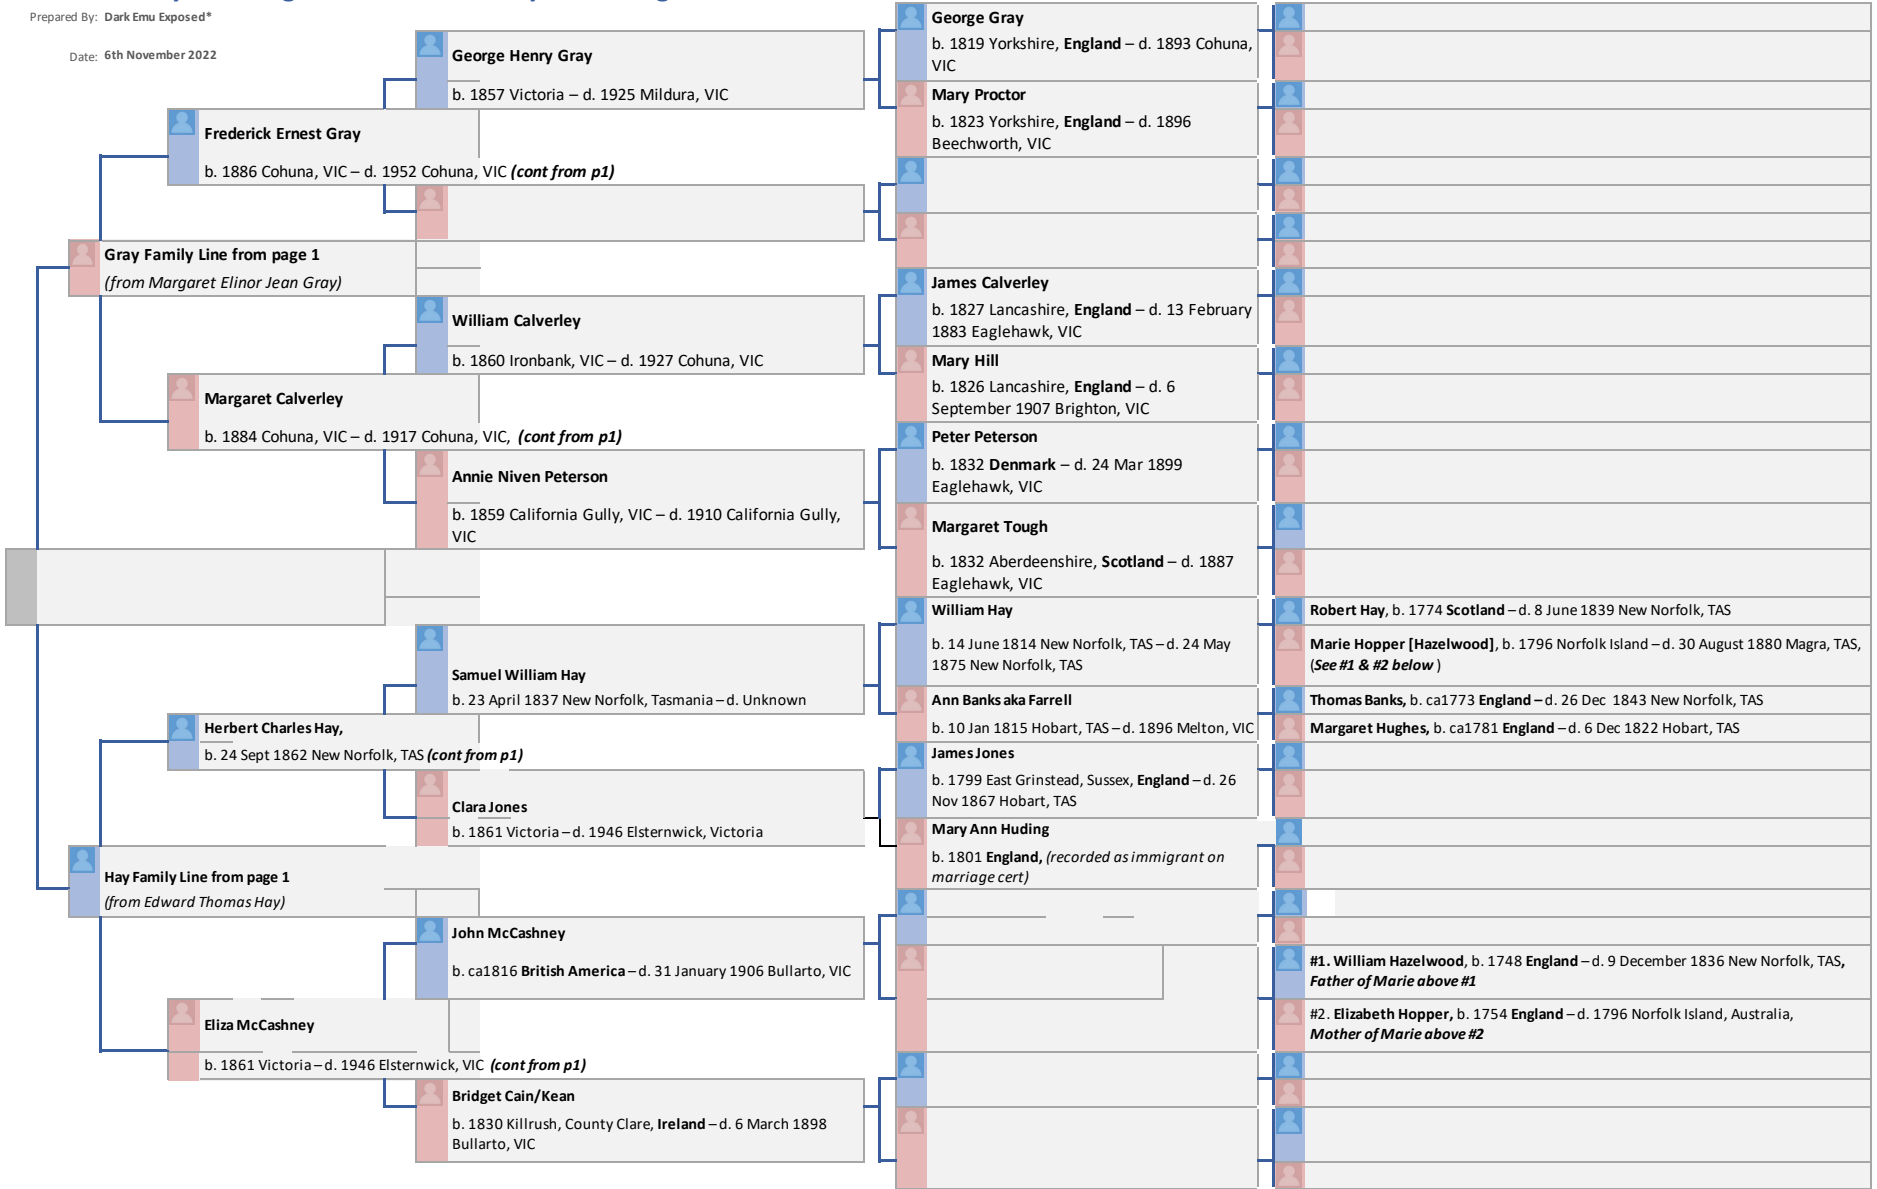 Prepared By: Dark Emu Exposed*
Date: 6th November 2022
Gray Family Line from page 1
(from Margaret Elinor Jean Gray)
Hay Family Line from page 1
(from Edward Thomas Hay)
Frederick Ernest Gray
b. 1886 Cohuna, VIC – d. 1952 Cohuna, VIC (cont from p1)
Margaret Calverley
b. 1884 Cohuna, VIC – d. 1917 Cohuna, VIC, (cont from p1)
Herbert Charles Hay,
b. 24 Sept 1862 New Norfolk, TAS (cont from p1)
Eliza McCashney
b. 1861 Victoria – d. 1946 Elsternwick, VIC (cont from p1)
George Henry Gray
b. 1857 Victoria – d. 1925 Mildura, VIC
William Calverley
b. 1860 Ironbank, VIC – d. 1927 Cohuna, VIC
Annie Niven Peterson
b. 1859 California Gully, VIC – d. 1910 California Gully,
VIC
Samuel William Hay
b. 23 April 1837 New Norfolk, Tasmania – d. Unknown
Clara Jones
b. 1861 Victoria – d. 1946 Elsternwick, Victoria
John McCashney
b. ca1816 British America – d. 31 January 1906 Bullarto, VIC
Bridget Cain/Kean
b. 1830 Killrush, County Clare, Ireland – d. 6 March 1898
Bullarto, VIC
George Gray
b. 1819 Yorkshire, England – d. 1893 Cohuna,
VIC
Mary Proctor
b. 1823 Yorkshire, England – d. 1896
Beechworth, VIC
James Calverley
b. 1827 Lancashire, England – d. 13 February
1883 Eaglehawk, VIC
Mary Hill
b. 1826 Lancashire, England – d. 6
September 1907 Brighton, VIC
Peter Peterson
b. 1832 Denmark – d. 24 Mar 1899
Eaglehawk, VIC
Margaret Tough
b. 1832 Aberdeenshire, Scotland – d. 1887
Eaglehawk, VIC
William Hay
b. 14 June 1814 New Norfolk, TAS – d. 24 May
1875 New Norfolk, TAS
Ann Banks aka Farrell
b. 10 Jan 1815 Hobart, TAS – d. 1896 Melton, VIC
James Jones
b. 1799 East Grinstead, Sussex, England – d. 26
Nov 1867 Hobart, TAS
Mary Ann Huding
b. 1801 England, (recorded as immigrant on
marriage cert)
Robert Hay, b. 1774 Scotland – d. 8 June 1839 New Norfolk, TAS
Marie Hopper [Hazelwood], b. 1796 Norfolk Island – d. 30 August 1880 Magra, TAS,
(See #1 & #2 below )
Thomas Banks, b. ca1773 England – d. 26 Dec 1843 New Norfolk, TAS
Margaret Hughes, b. ca1781 England – d. 6 Dec 1822 Hobart, TAS
#1. William Hazelwood, b. 1748 England – d. 9 December 1836 New Norfolk, TAS,
Father of Marie above #1
#2. Elizabeth Hopper, b. 1754 England – d. 1796 Norfolk Island, Australia,
Mother of Marie above #2